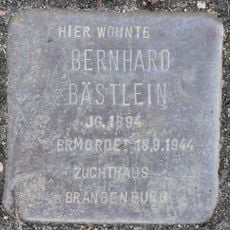 HIER WOHNTE
BERNHARD
BÄSTLEIN
JG. 1894
ERMORDET 18.9.1944
ZUCHTHAUS
BRANDENBURG